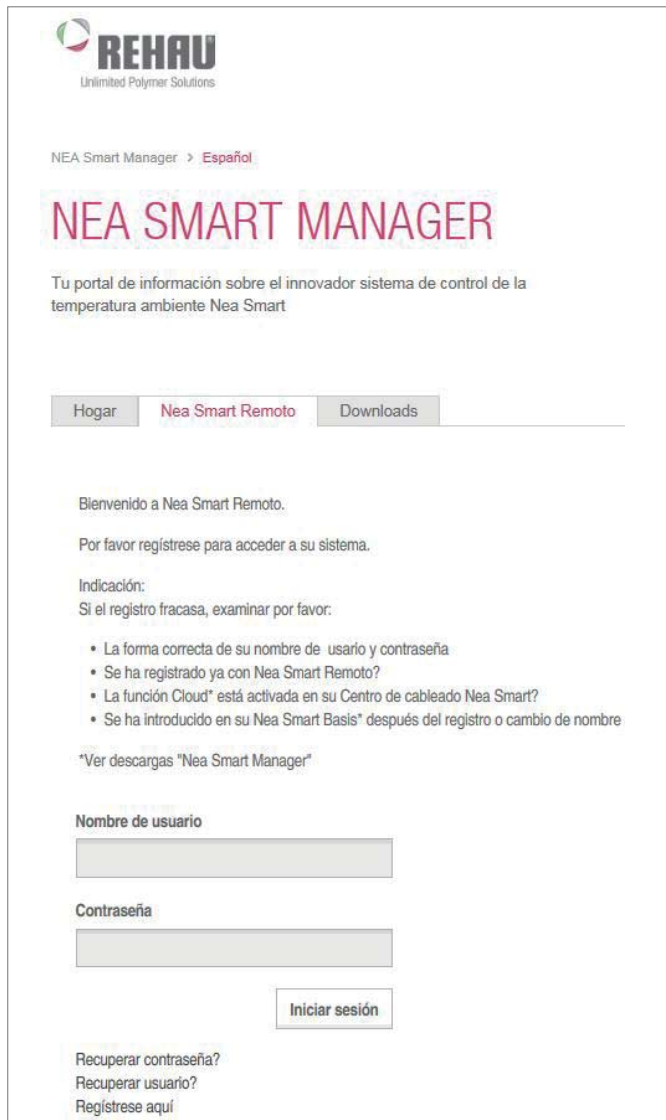 REHAU
Unlimited Polymer Solutions
NEA Smart Manager > Español
NEA SMART MANAGER
Tu portal de información sobre el innovador sistema de control de la
temperatura ambiente Nea Smart
Hogar
Nea Smart Remoto
Downloads
Bienvenido a Nea Smart Remoto.
Por favor regístrese para acceder a su sistema.
Indicación:
Si el registro fracasa, examinar por favor:
• La forma correcta de su nombre de usario y contraseña
• Se ha registrado ya con Nea Smart Remoto?
• La función Cloud* está activada en su Centro de cableado Nea Smart?
• Se ha introducido en su Nea Smart Basis* después del registro o cambio de nombre
*Ver descargas "Nea Smart Manager"
Nombre de usuario
Contraseña
Iniciar sesión
Recuperar contraseña?
Recuperar usuario?
Regístrese aquí